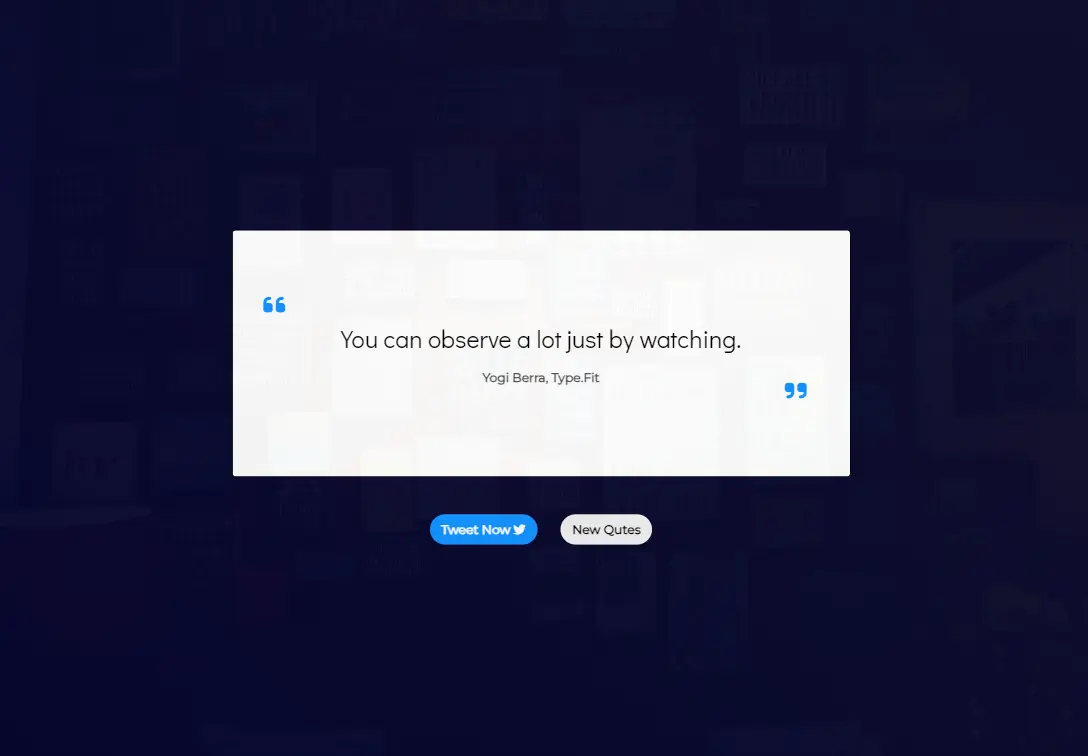 You can observe a lot just by watching.
Yogi Berra, Type.Fit
Tweet Now
New Qutes